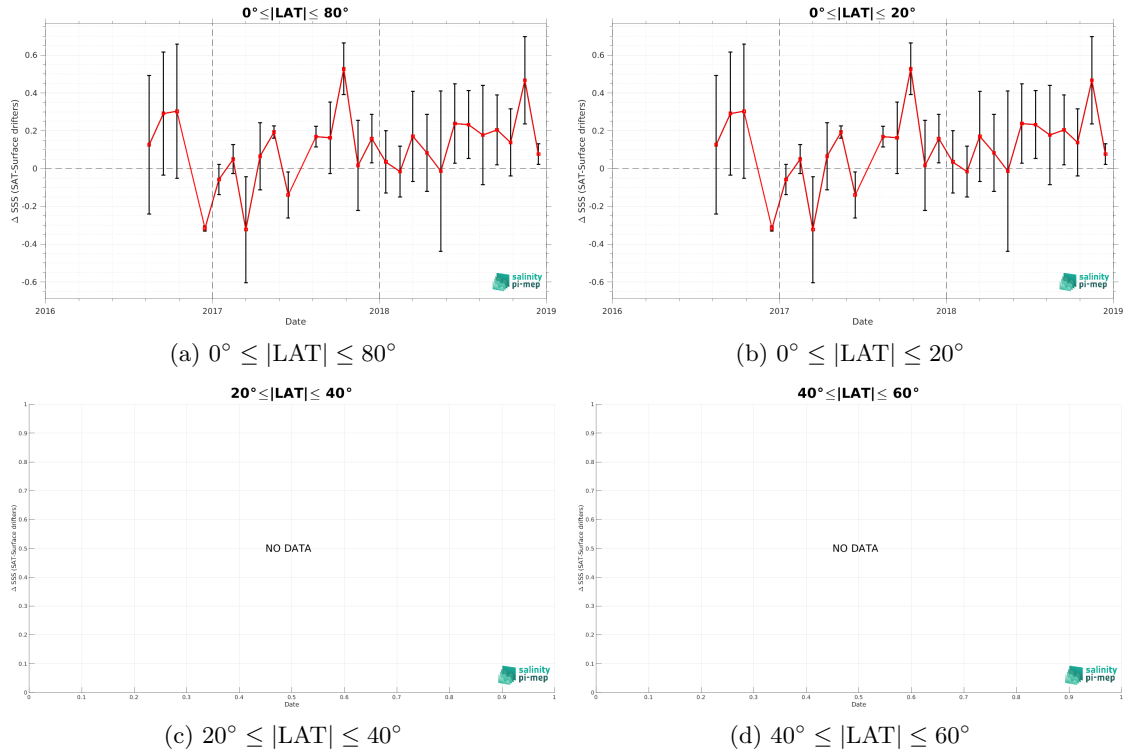 0°≤|LAT|≤ 80°
Δ SSS (SAT-Surface drifters)
0.6
0.4
0.2
0
-0.2
-0.4
-0.6
2016 2017 2018 2019
Date
salinity
pi-mep
(a) 0° ≤ |LAT| ≤ 80°
0°≤|LAT|≤ 20°
Δ SSS (SAT-Surface drifters)
0.6
0.4
0.2
0
-0.2
-0.4
-0.6
2016 2017 2018 2019
Date
salinity
pi-mep
(b) 0° ≤ |LAT| ≤ 20°
20°≤|LAT|≤ 40°
Δ SSS (SAT-Surface drifters)
1
0.9
0.8
0.7
0.6
0.5
0.4
0.3
0.2
0.1
0
NO DATA
0 0.1 0.2 0.3 0.4 0.5 0.6 0.7 0.8 0.9 1
Date
salinity
pi-mep
(c) 20° ≤ |LAT| ≤ 40°
40°≤|LAT|≤ 60°
Δ SSS (SAT-Surface drifters)
1
0.9
0.8
0.7
0.6
0.5
0.4
0.3
0.2
0.1
0
NO DATA
0 0.1 0.2 0.3 0.4 0.5 0.6 0.7 0.8 0.9 1
Date
salinity
pi-mep
(d) 40° ≤ |LAT| ≤ 60°